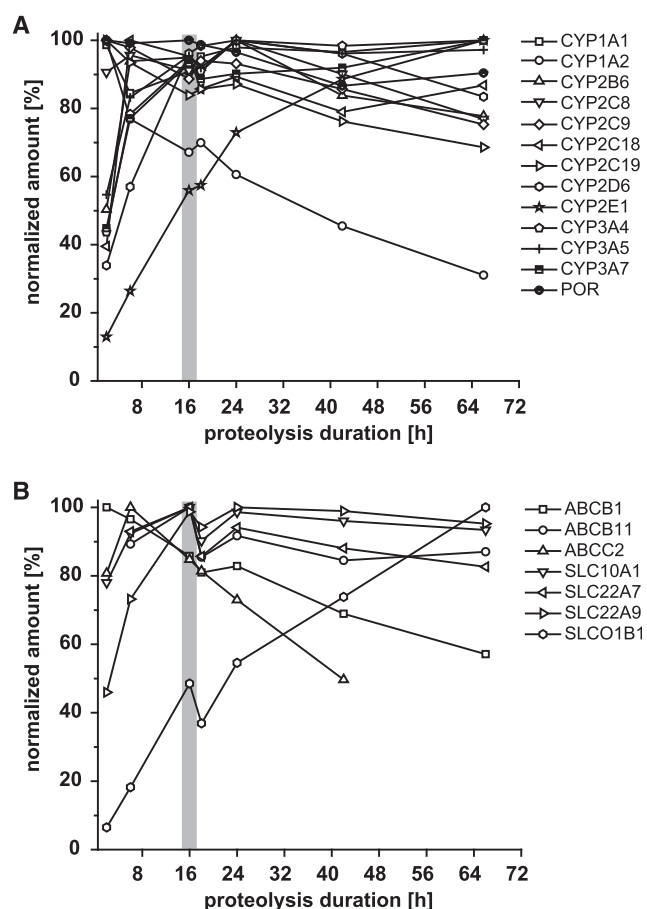 A
normalized amount [%]
100
80
60
40
20
0
8 16 24 32 40 48 56 64 72
proteolysis duration [h]
CYP1A1
CYP1A2
CYP2B6
CYP2C8
CYP2C9
CYP2C18
CYP2C19
CYP2D6
CYP2E1
CYP3A4
CYP3A5
CYP3A7
POR
B
normalized amount [%]
100
80
60
40
20
0
8 16 24 32 40 48 56 64 72
proteolysis duration [h]
ABCB1
ABCB11
ABCC2
SLC10A1
SLC22A7
SLC22A9
SLCO1B1